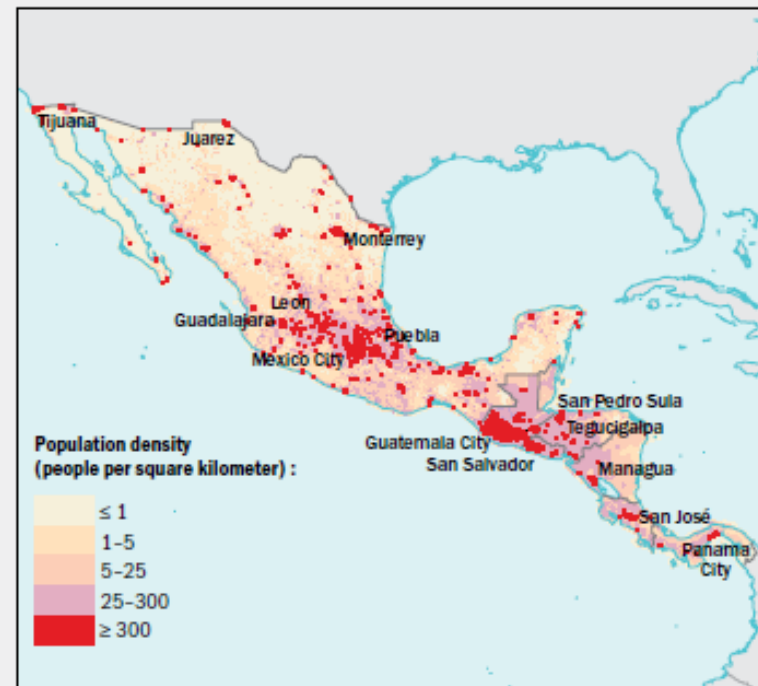 Tijuana
Juarez
Monterrey
Leon
Guadalajara
Puebla
Mexico City
San Pedro Sula
Tegucigalpa
Guatemala City
San Salvador
Managua
San José
Panama
City
Population density
(people per square kilometer) :
≤ 1
1–5
5–25
25–300
≥ 300